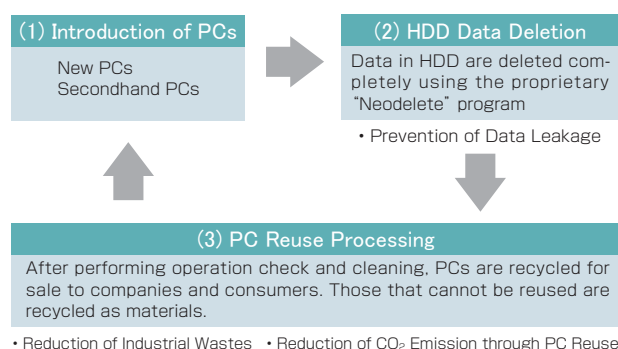 (1) Introduction of PCs
New PCs
Secondhand PCs
(2) HDD Data Deletion
Data in HDD are deleted com-
pletely using the proprietary
“Neodelete” program
• Prevention of Data Leakage
(3) PC Reuse Processing
After performing operation check and cleaning, PCs are recycled for
sale to companies and consumers. Those that cannot be reused are
recycled as materials.
• Reduction of Industrial Wastes • Reduction of CO₂ Emission through PC Reuse